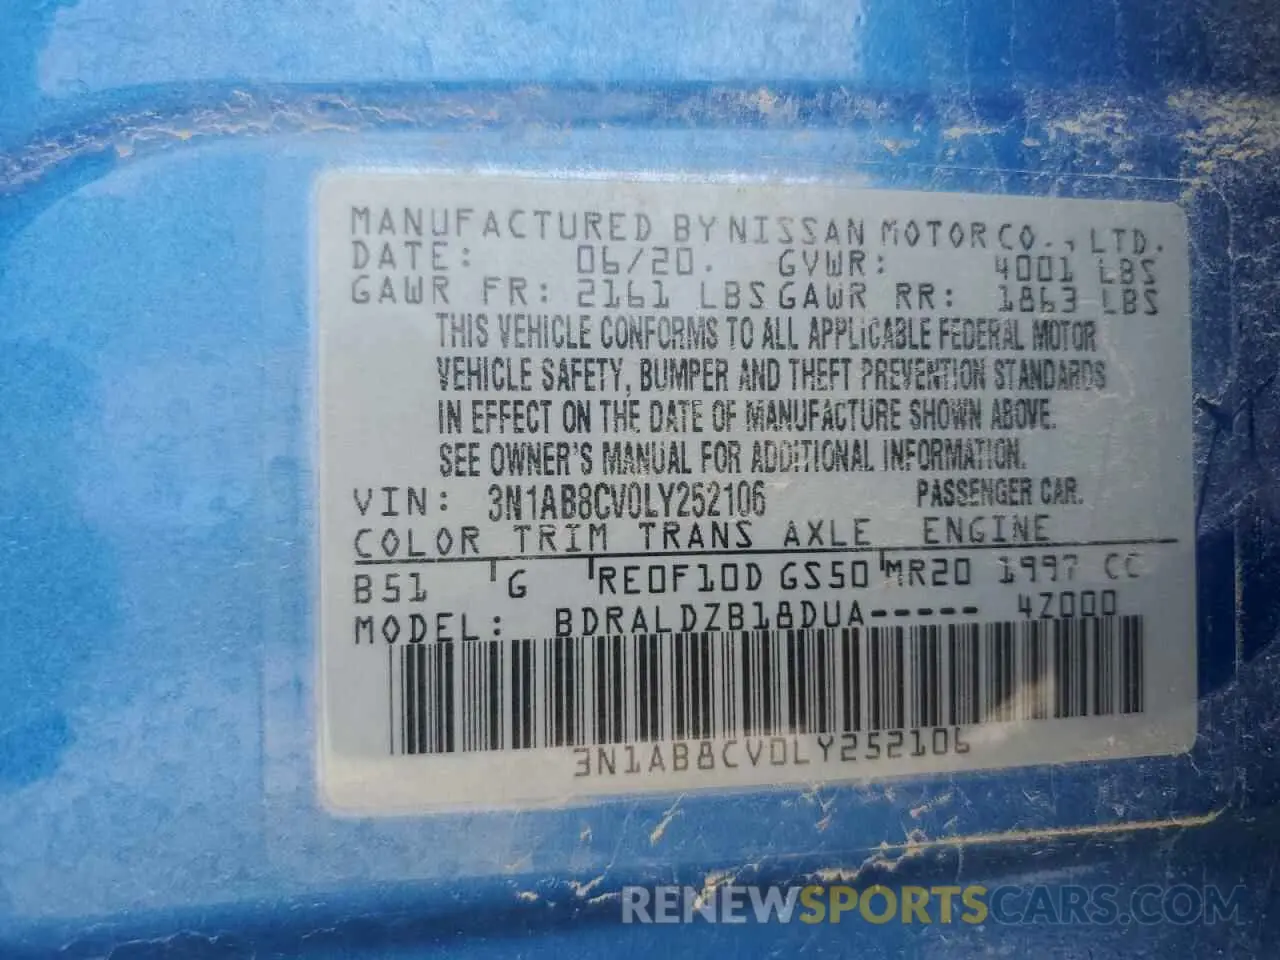 MANUFACTURED BY NISSAN MOTOR CO., LTD.
DATE: 06/20. GVWR: 4001 LBS
GAWR FR: 2161 LBS GAWR RR: 1863 LBS
THIS VEHICLE CONFORMS TO ALL APPLICABLE FEDERAL MOTOR
VEHICLE SAFETY, BUMPER AND THEFT PREVENTION STANDARDS
IN EFFECT ON THE DATE OF MANUFACTURE SHOWN ABOVE.
SEE OWNER'S MANUAL FOR ADDITIONAL INFORMATION.
VIN: 3N1AB8CV0LY252106 PASSENGER CAR.
COLOR TRIM TRANS AXLE ENGINE
B51 G RE0F10D GS50 MR20 1997 CC
MODEL: BDRALDZB18DUA----- 4Z000
3N1AB8CV0LY252106
RENEWSPORTSCARS.COM